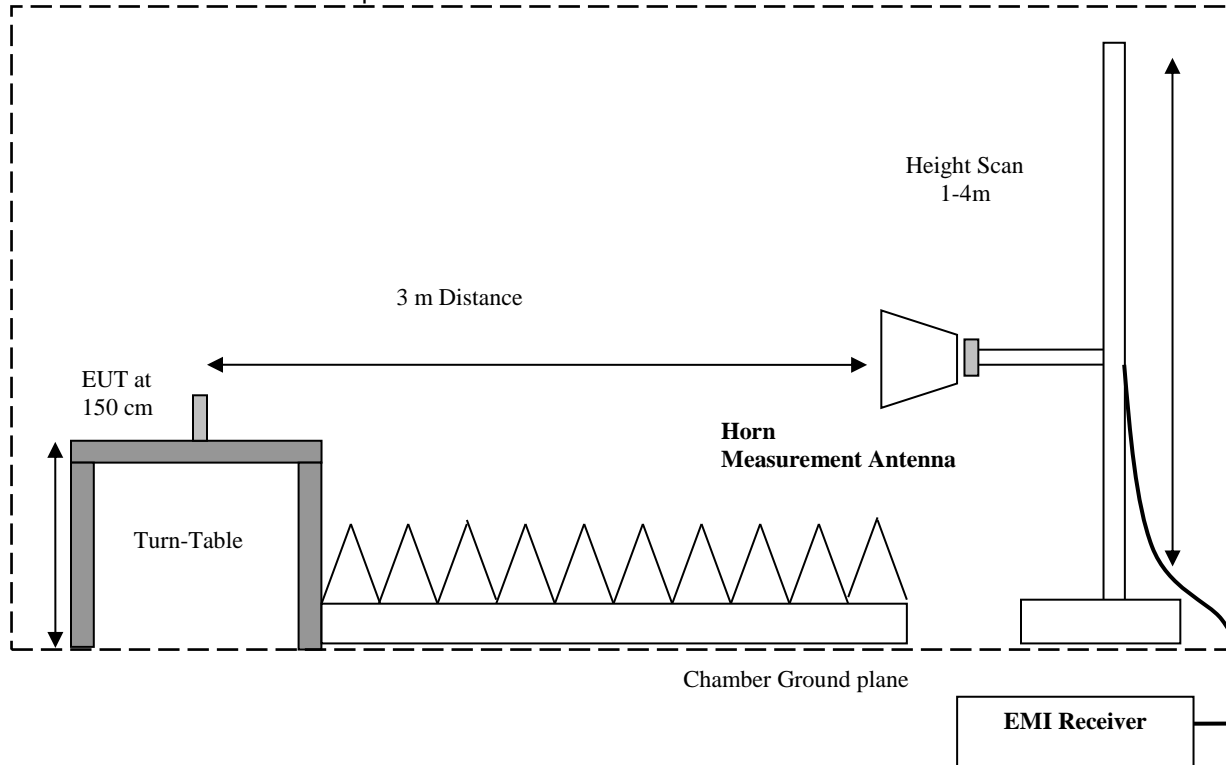 Height Scan
1-4m
3 m Distance
EUT at
150 cm
Horn
Measurement Antenna
Turn-Table
Chamber Ground plane
EMI Receiver